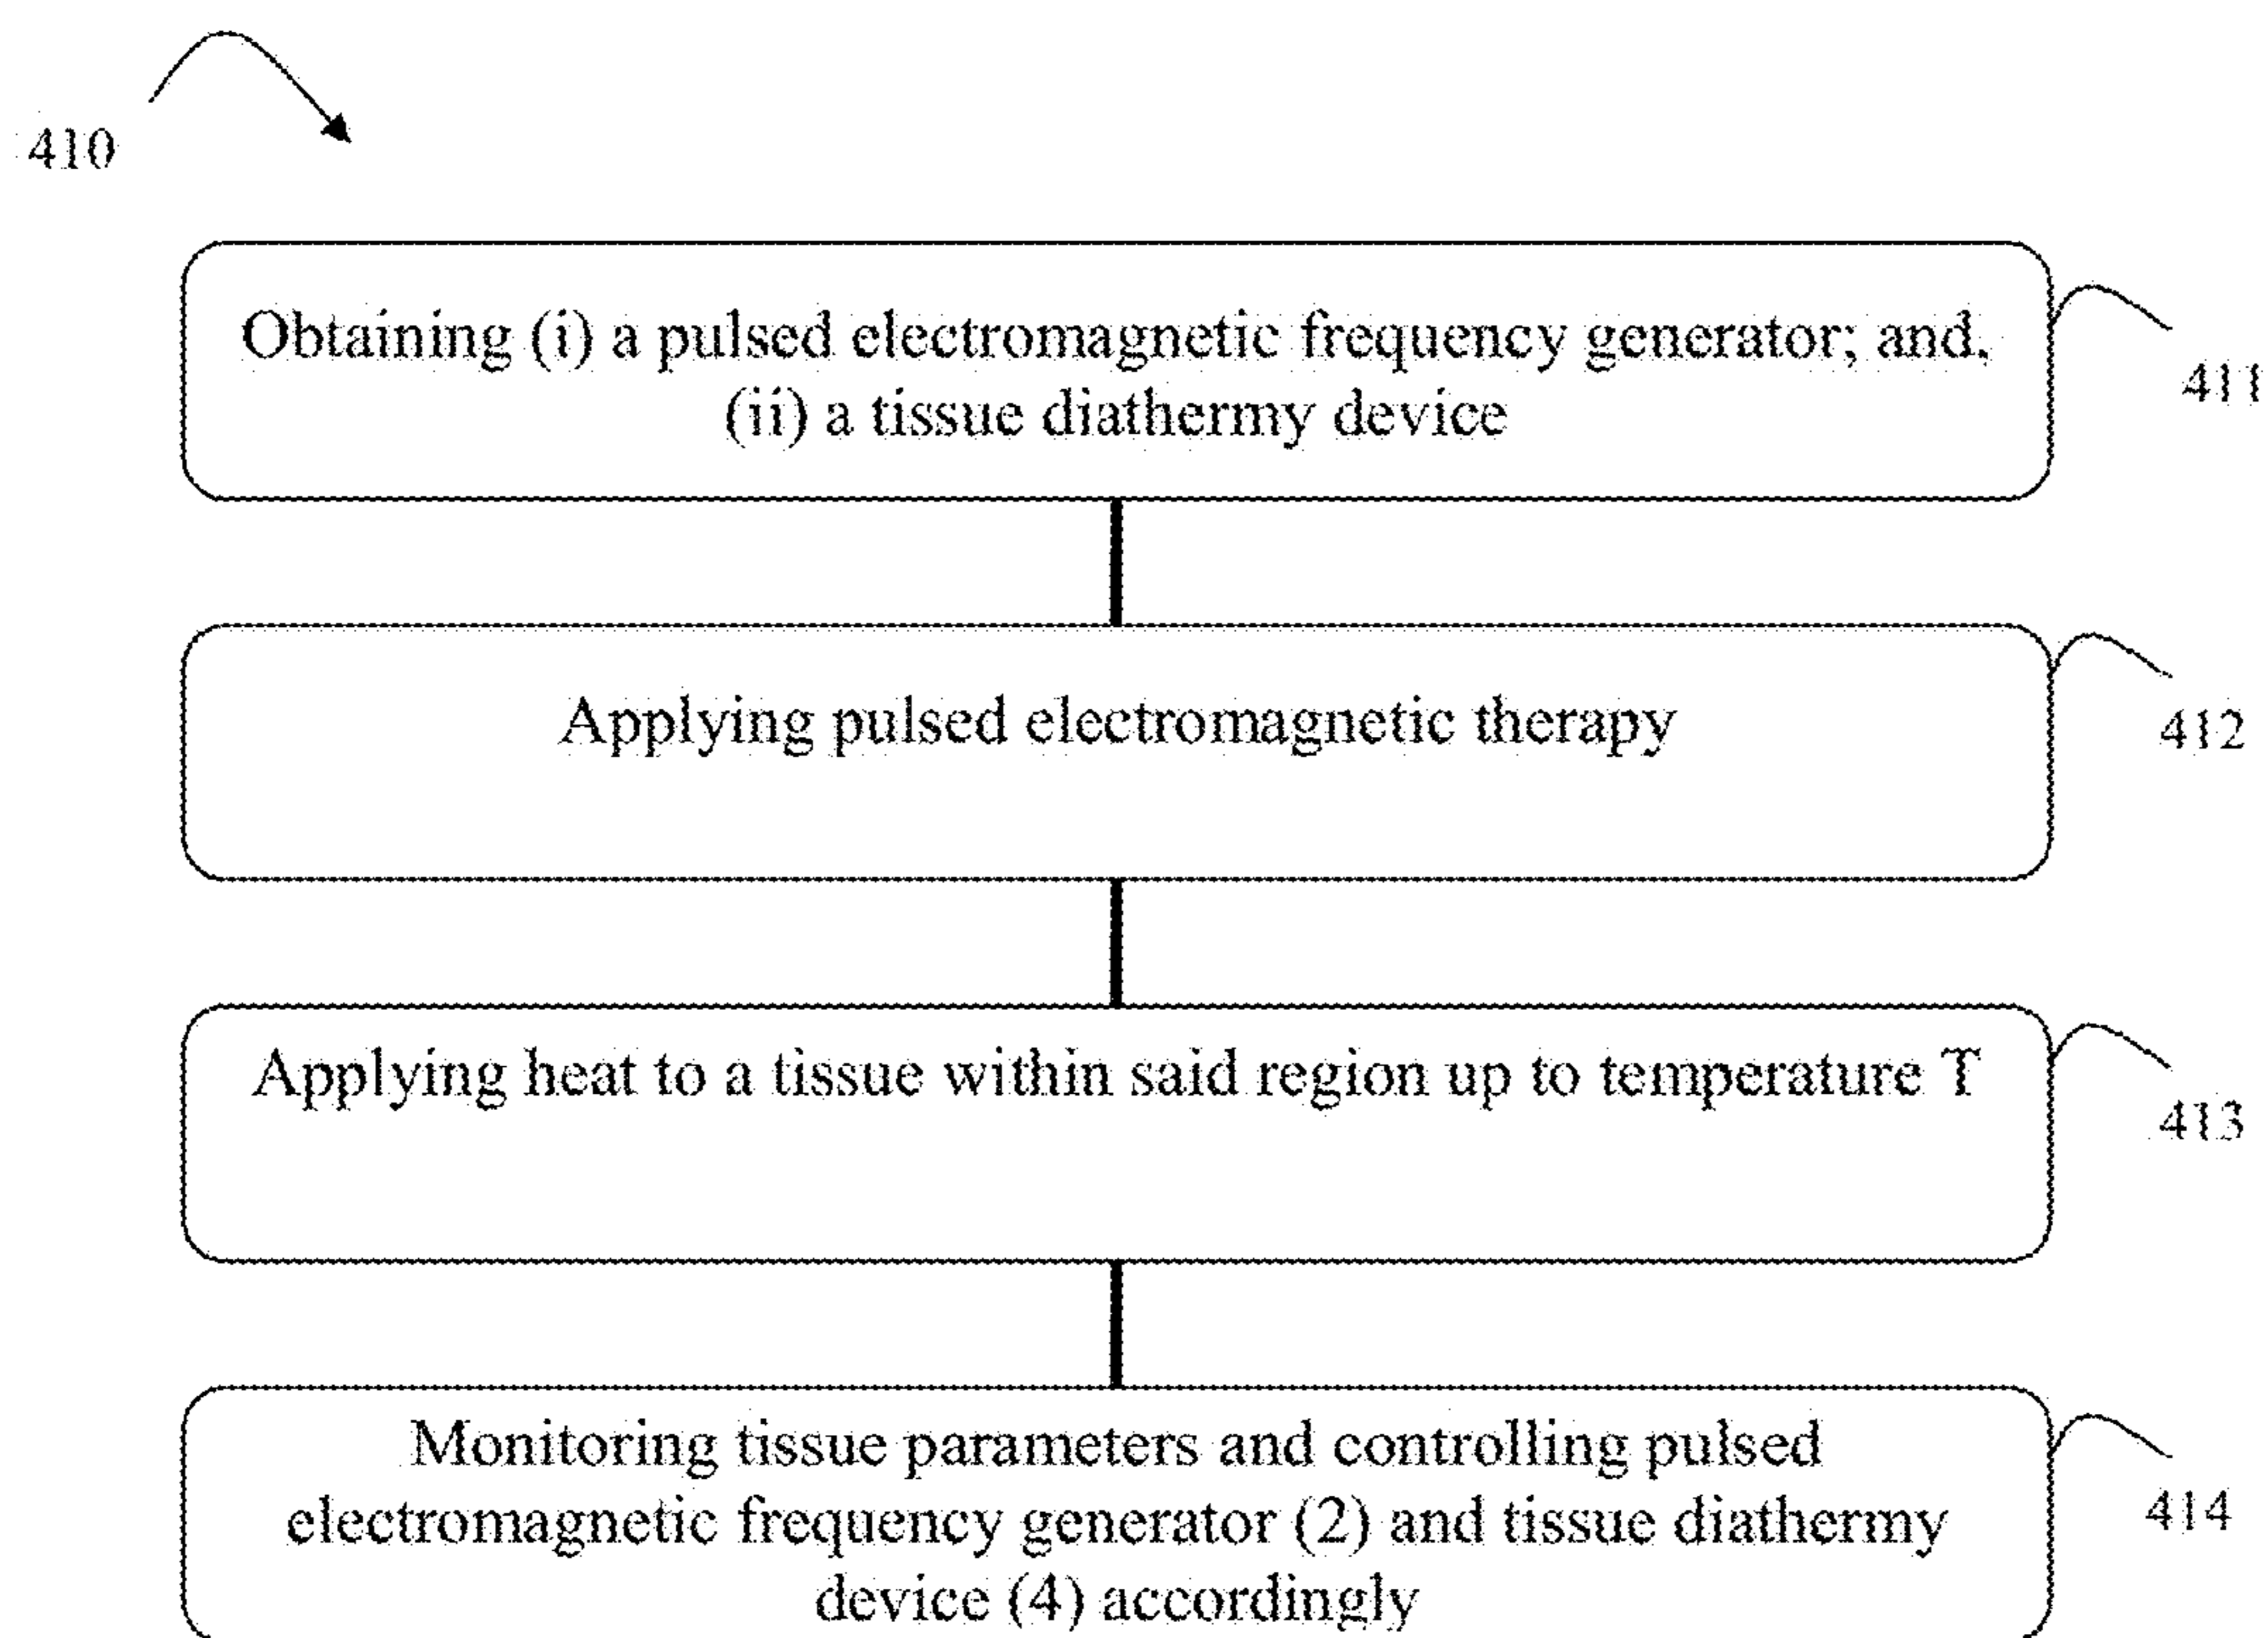 410
Obtaining (i) a pulsed electromagnetic frequency generator; and,
(ii) a tissue diathermy device
411
Applying pulsed electromagnetic therapy
412
Applying heat to a tissue within said region up to temperature T
413
Monitoring tissue parameters and controlling pulsed
electromagnetic frequency generator (2) and tissue diathermy
device (4) accordingly
414